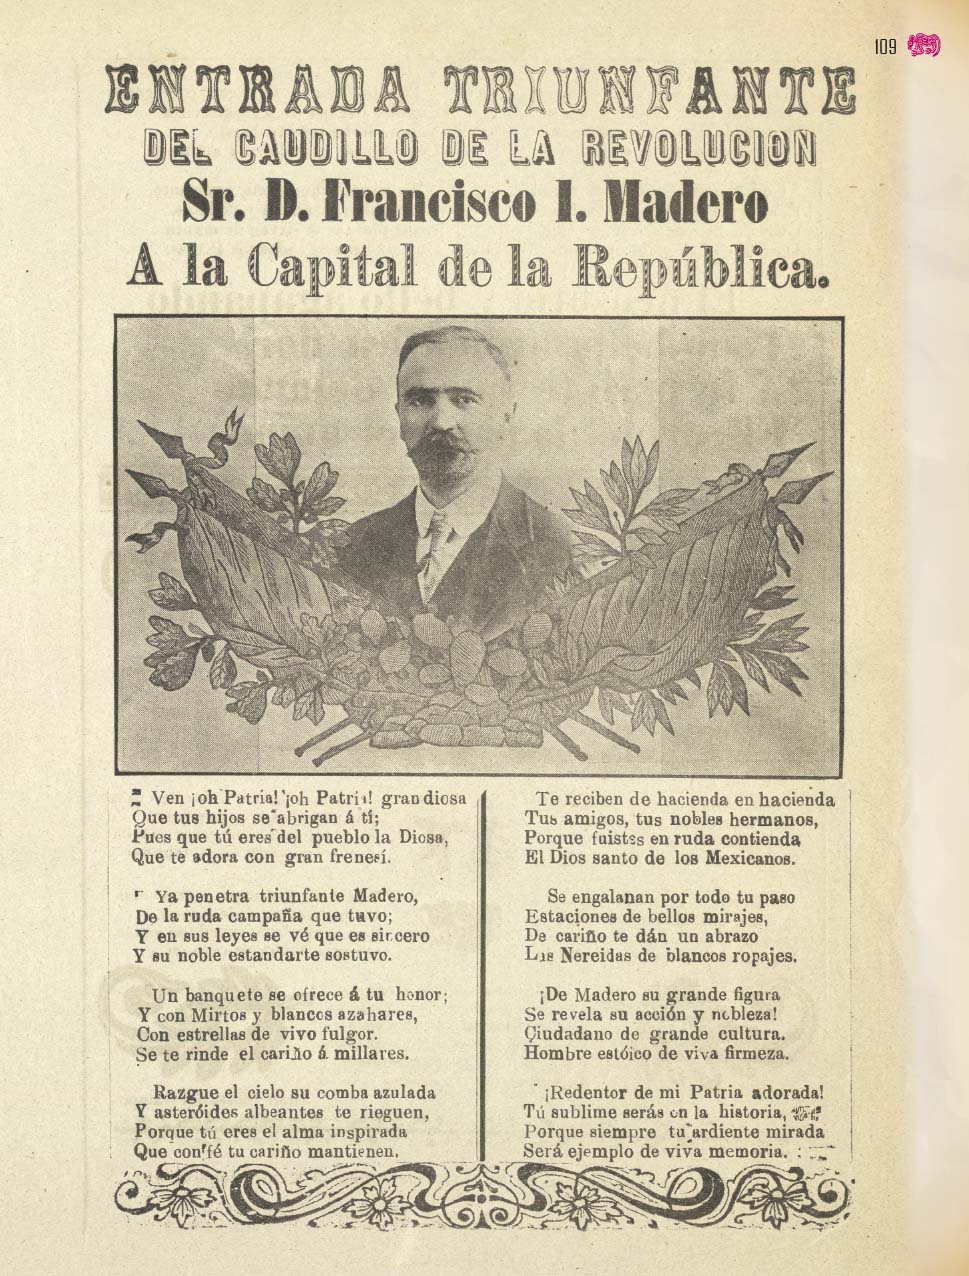 109
ENTRADA TRIUNFANTE
DEL CAUDILLO DE LA REVOLUCION
Sr. D. Francisco I. Madero
A la Capital de la República.
Ven ¡oh Patria! ¡oh Patria! grandiosa
Que tus hijos se abrigan á tí;
Pues que tú eres del pueblo la Diosa,
Que te adora con gran frenesí.
Ya penetra triunfante Madero,
De la ruda campaña que tuvo;
Y en sus leyes se vé que es sincero
Y su noble estandarte sostuvo.
Un banquete se ofrece á tu honor;
Y con Mirtos y blancos azahares,
Con estrellas de vivo fulgor.
Se te rinde el cariño á millares.
Razgue el cielo su comba azulada
Y asteróides albeantes te rieguen,
Porque tú eres el alma inspirada
Que con fé tu cariño mantienen.
Te reciben de hacienda en hacienda
Tus amigos, tus nobles hermanos,
Porque fuistes en ruda contienda
El Dios santo de los Mexicanos.
Se engalanan por todo tu paso
Estaciones de bellos mirajes,
De cariño te dán un abrazo
Las Nereidas de blancos ropajes.
¡De Madero su grande figura
Se revela su acción y nobleza!
Ciudadano de grande cultura.
Hombre estóico de viva firmeza.
¡Redentor de mi Patria adorada!
Tú sublime serás en la historia,
Porque siempre tu ardiente mirada
Será ejemplo de viva memoria.